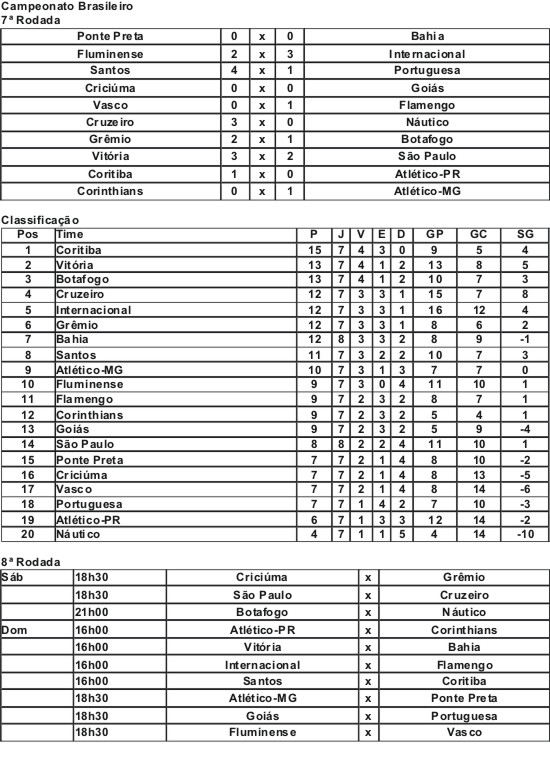 Campeonato Brasileiro
7ª Rodada
Ponte Preta 0 x 0 Bahia
Fluminense 2 x 3 Internacional
Santos 4 x 1 Portuguesa
Criciúma 0 x 0 Goiás
Vasco 0 x 1 Flamengo
Cruzeiro 3 x 0 Náutico
Grêmio 2 x 1 Botafogo
Vitória 3 x 2 São Paulo
Coritiba 1 x 0 Atlético-PR
Corinthians 0 x 1 Atlético-MG
Classificação
Pos Time P J V E D GP GC SG
1 Coritiba 15 7 4 3 0 9 5 4
2 Vitória 13 7 4 1 2 13 8 5
3 Botafogo 13 7 4 1 2 10 7 3
4 Cruzeiro 12 7 3 3 1 15 7 8
5 Internacional 12 7 3 3 1 16 12 4
6 Grêmio 12 7 3 3 1 8 6 2
7 Bahia 12 8 3 3 2 8 9 -1
8 Santos 11 7 3 2 2 10 7 3
9 Atlético-MG 10 7 3 1 3 7 7 0
10 Fluminense 9 7 3 0 4 11 10 1
11 Flamengo 9 7 2 3 2 8 7 1
12 Corinthians 9 7 2 3 2 5 4 1
13 Goiás 9 7 2 3 2 5 9 -4
14 São Paulo 8 8 2 2 4 11 10 1
15 Ponte Preta 7 7 2 1 4 8 10 -2
16 Criciúma 7 7 2 1 4 8 13 -5
17 Vasco 7 7 2 1 4 8 14 -6
18 Portuguesa 7 7 1 4 2 7 10 -3
19 Atlético-PR 6 7 1 3 3 12 14 -2
20 Náutico 4 7 1 1 5 4 14 -10
8ª Rodada
Sáb 18h30 Criciúma x Grêmio
18h30 São Paulo x Cruzeiro
21h00 Botafogo x Náutico
Dom 16h00 Atlético-PR x Corinthians
16h00 Vitória x Bahia
16h00 Internacional x Flamengo
16h00 Santos x Coritiba
18h30 Atlético-MG x Ponte Preta
18h30 Goiás x Portuguesa
18h30 Fluminense x Vasco